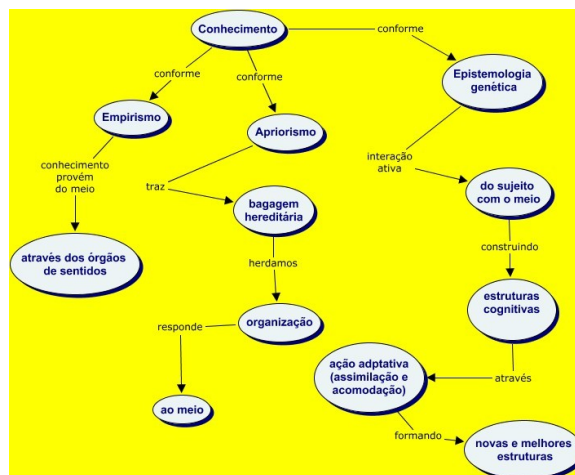 Conhecimento
conforme
conforme
conforme
Empirismo
Apriorismo
Epistemologia
genética
conhecimento
provém
do meio
traz
interação
ativa
através dos órgãos
de sentidos
bagagem
hereditária
do sujeito
com o meio
herdamos
construindo
organização
estruturas
cognitivas
responde
ao meio
ação adptativa
(assimilação e
acomodação)
através
formando
novas e melhores
estruturas